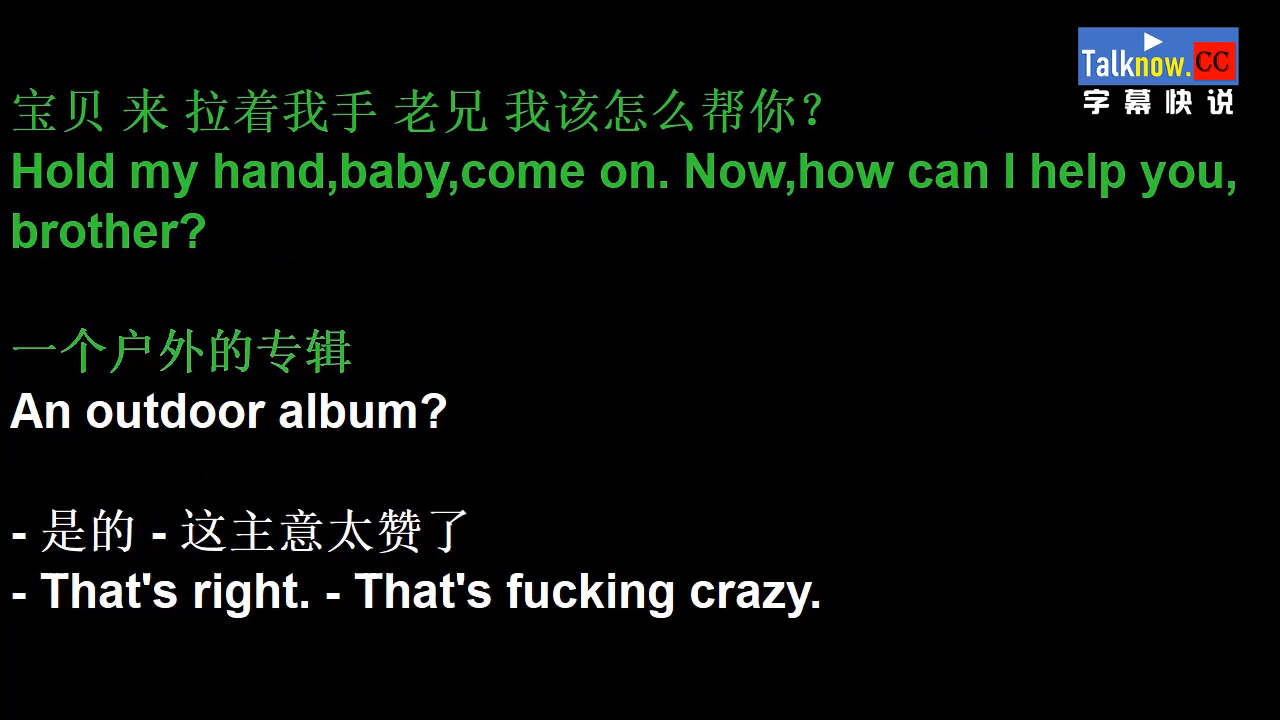 Talknow.CC
字幕快说
宝贝 来 拉着我手 老兄 我该怎么帮你？
Hold my hand,baby,come on. Now,how can I help you,
brother?
一个户外的专辑
An outdoor album?
- 是的 - 这主意太赞了
- That's right. - That's fucking crazy.